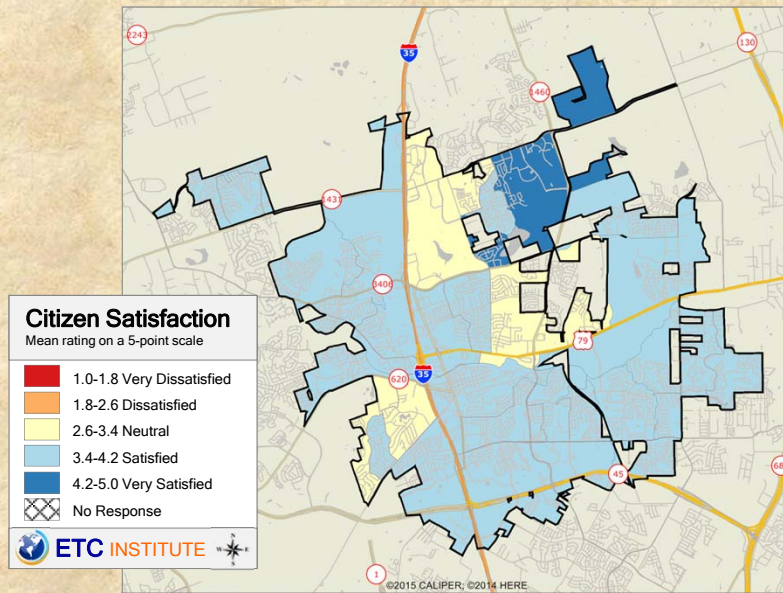 2243
35
130
1460
1431
3406
Citizen Satisfaction
Mean rating on a 5-point scale
1.0-1.8 Very Dissatisfied
1.8-2.6 Dissatisfied
2.6-3.4 Neutral
3.4-4.2 Satisfied
4.2-5.0 Very Satisfied
No Response
ETC INSTITUTE
N
W E
S
79
35
620
45
68
1
©2015 CALIPER; ©2014 HERE